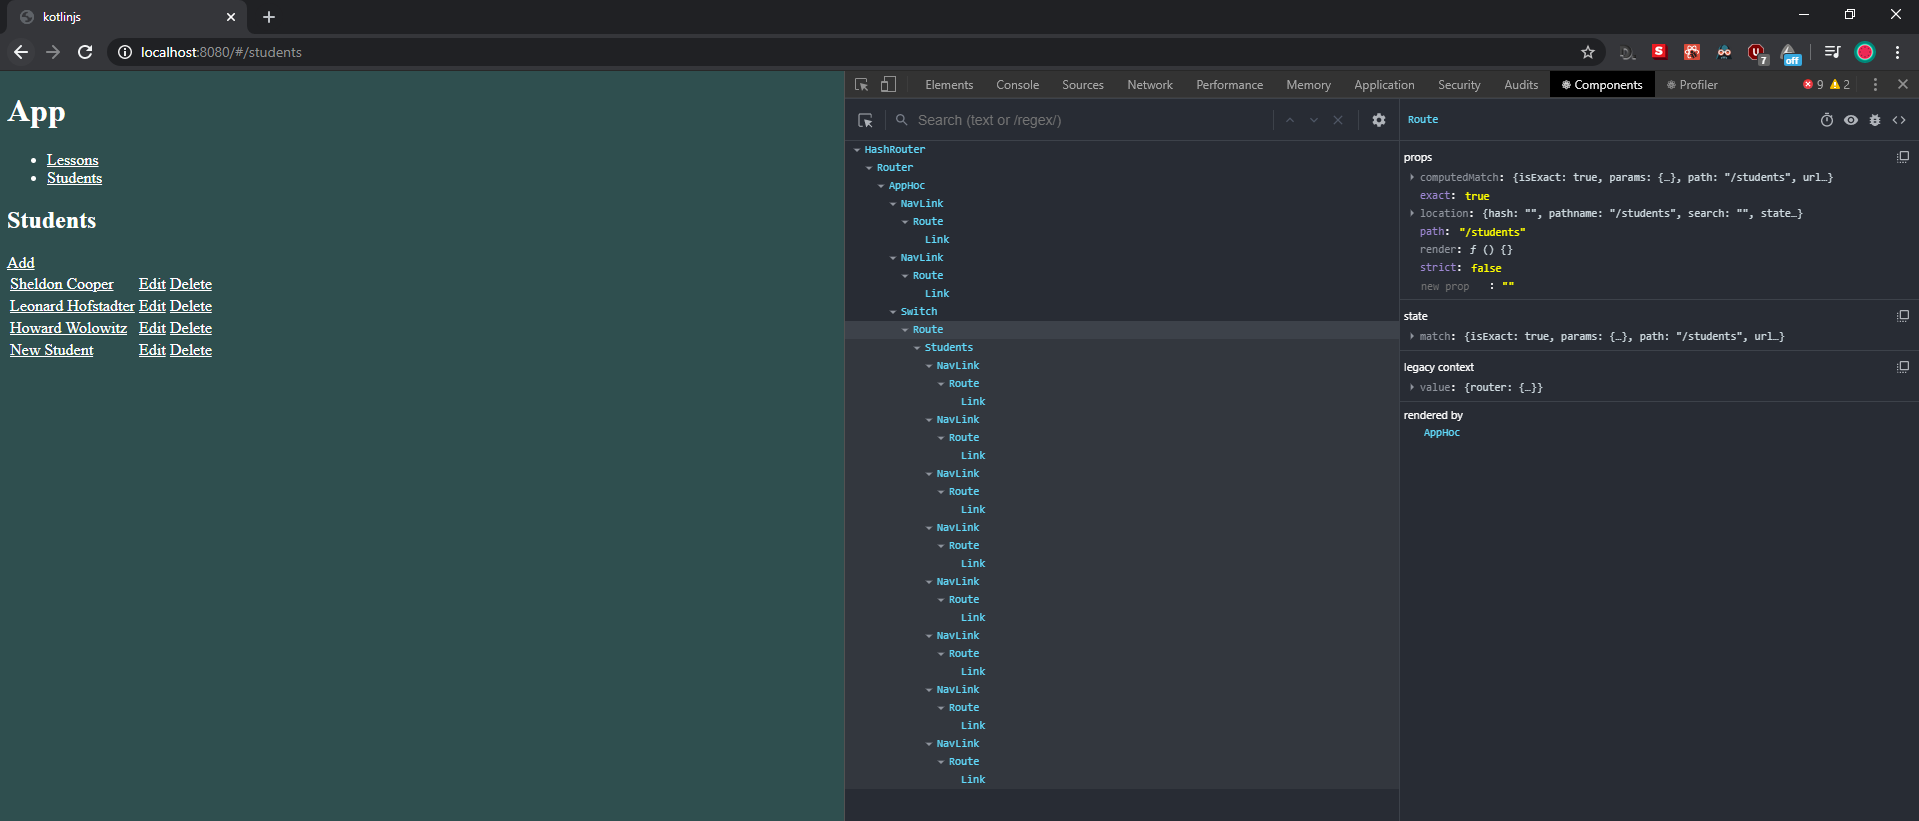 kotlinjs
localhost:8080/#/students
S
U
7
off
App
Lessons
Students
Students
Add
Sheldon Cooper Edit Delete
Leonard Hofstadter Edit Delete
Howard Wolowitz Edit Delete
New Student Edit Delete
Elements Console Sources Network Performance Memory Application Security Audits Components Profiler 9 2
Search (text or /regex/)
HashRouter
Router
AppHoc
NavLink
Route
Link
NavLink
Route
Link
Switch
Route
Students
NavLink
Route
Link
NavLink
Route
Link
NavLink
Route
Link
NavLink
Route
Link
NavLink
Route
Link
NavLink
Route
Link
NavLink
Route
Link
NavLink
Route
Link
Route
props
computedMatch: {isExact: true, params: {…}, path: "/students", url…}
exact: true
location: {hash: "", pathname: "/students", search: "", state…}
path: "/students"
render: ƒ () {}
strict: false
new prop : ""
state
match: {isExact: true, params: {…}, path: "/students", url…}
legacy context
value: {router: {…}}
rendered by
AppHoc